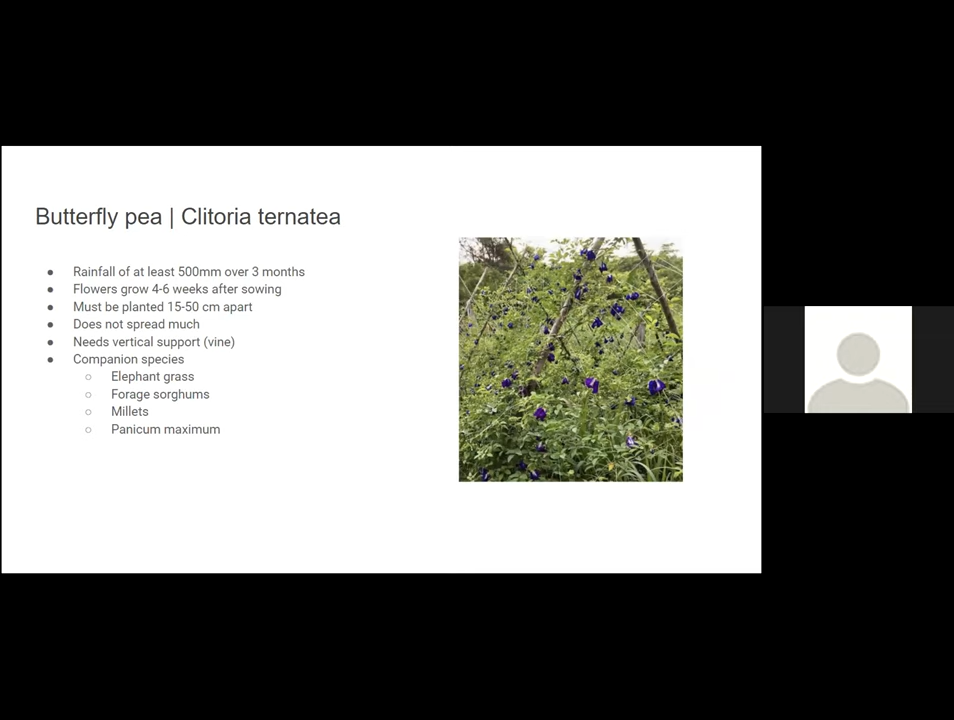 Butterfly pea | Clitoria ternatea
● Rainfall of at least 500mm over 3 months
● Flowers grow 4-6 weeks after sowing
● Must be planted 15-50 cm apart
● Does not spread much
● Needs vertical support (vine)
● Companion species
○ Elephant grass
○ Forage sorghums
○ Millets
○ Panicum maximum